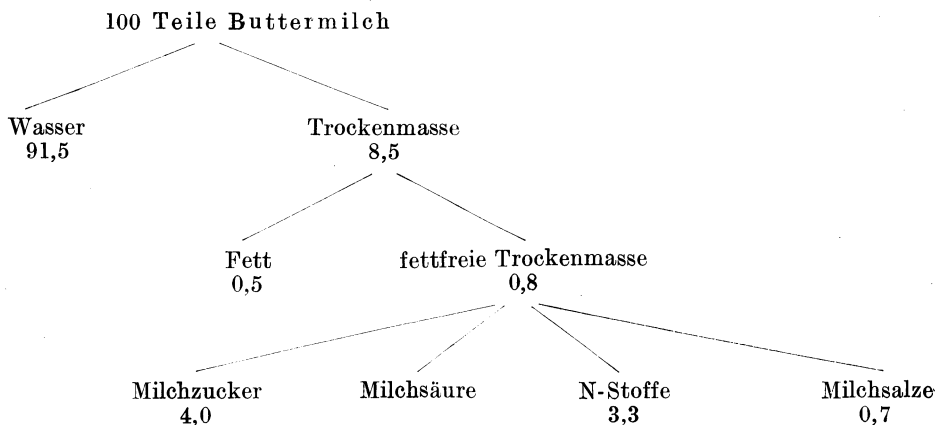 100 Teile Buttermilch
Wasser Trockenmasse
91,5 8,5
Fett fettfreie Trockenmasse
0,5 0,8
Milchzucker Milchsäure N-Stoffe Milchsalze
4,0 3,3 0,7